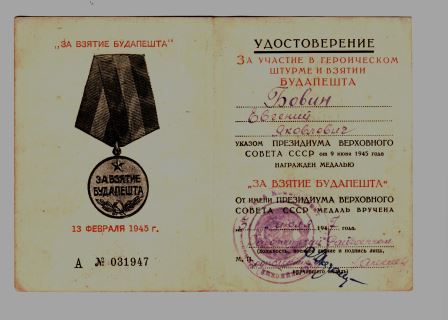 "ЗА ВЗЯТИЕ БУДАПЕШТА"
ЗА ВЗЯТИЕ
БУДАПЕШТА
13 ФЕВРАЛЯ 1945 г.
А № 031947
УДОСТОВЕРЕНИЕ
ЗА УЧАСТИЕ В ГЕРОИЧЕСКОМ
ШТУРМЕ И ВЗЯТИИ
БУДАПЕШТА
Бовин
Евгений
Яковлевич
УКАЗОМ ПРЕЗИДИУМА ВЕРХОВНОГО
СОВЕТА СССР от 9 июня 1945 года
НАГРАЖДЕН МЕДАЛЬЮ
„ЗА ВЗЯТИЕ БУДАПЕШТА"
От имени ПРЕЗИДИУМА ВЕРХОВНОГО
СОВЕТА СССР МЕДАЛЬ ВРУЧЕНА
194 г.
М. П.